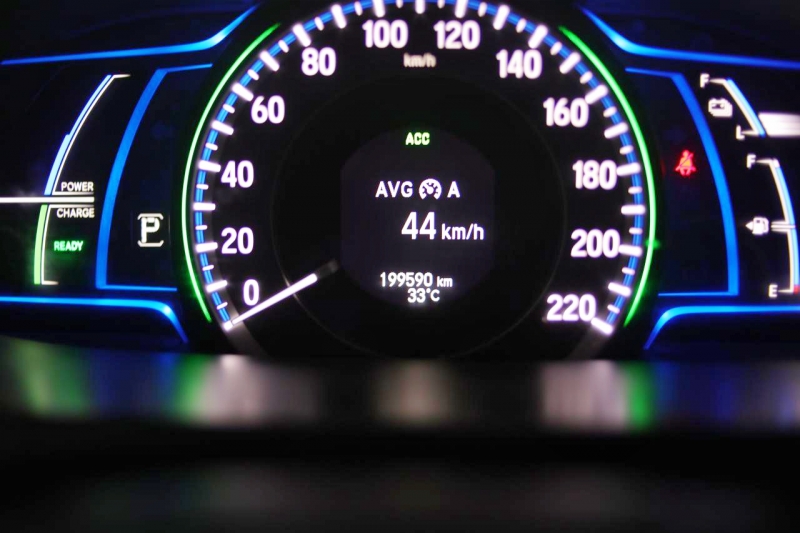 100 120
km/h
80 140
60 160
40 180
20 200
0 220
ACC
AVG A
44 km/h
199590 km
33°C
POWER
CHARGE
READY
P
F
L
F
E